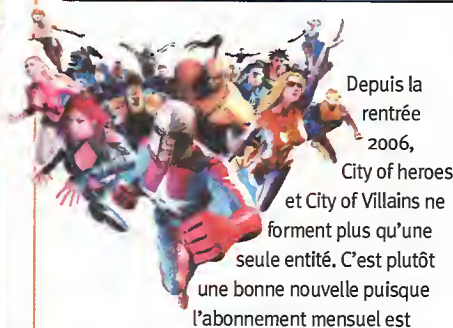 Depuis la
rentrée
2006,
City of heroes
et City of Villains ne
forment plus qu'une
seule entité. C'est plutôt
une bonne nouvelle puisque
l'abonnement mensuel est